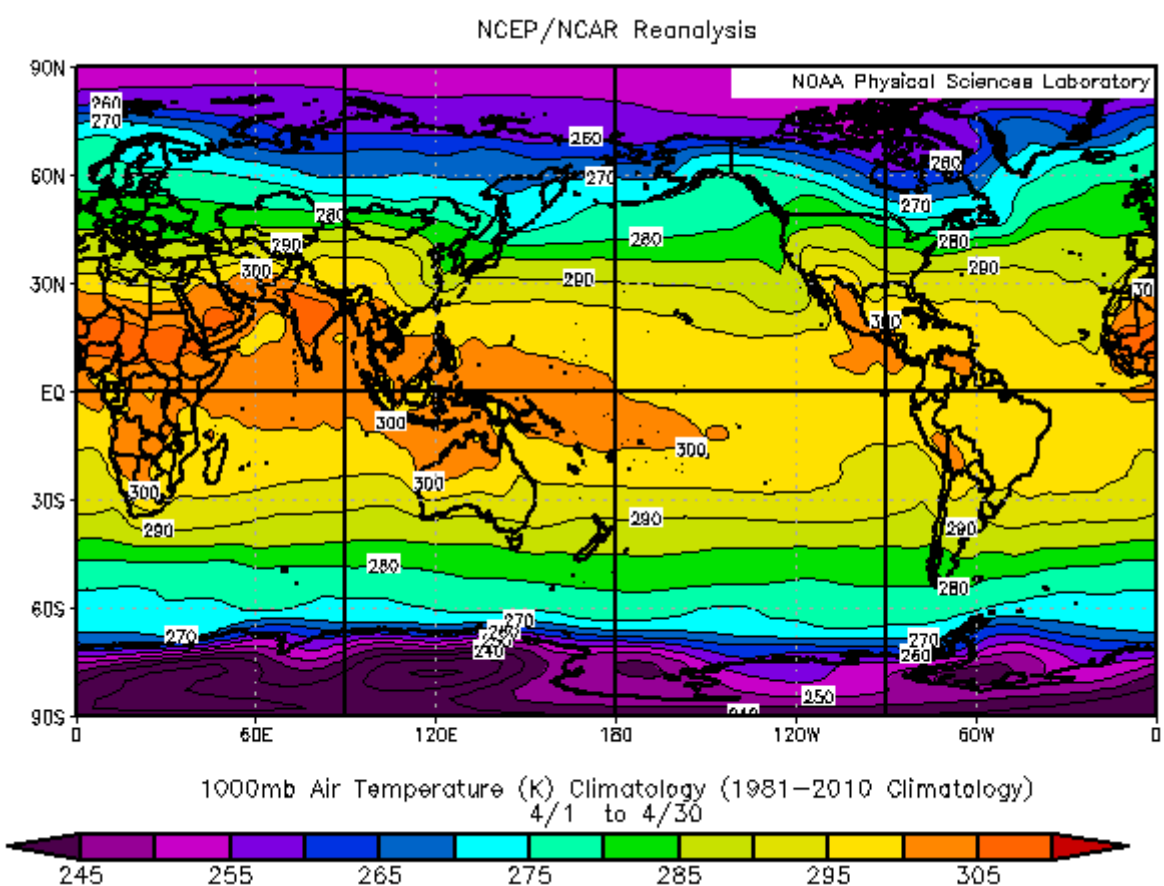 NCEP/NCAR Reanalysis
90N
NOAA Physical Sciences Laboratory
260
270
260
260
60N
270
270
280
280
280
290
290
290
300
30N
30
300
EQ
300
300
300
300
30S
290
290
290
280
280
60S
270
270
270
260
240
250
90S
0
60E
120E
180
120W
60W
0
1000mb Air Temperature (K) Climatology (1981-2010 Climatology)
4/1 to 4/30
245 255 265 275 285 295 305